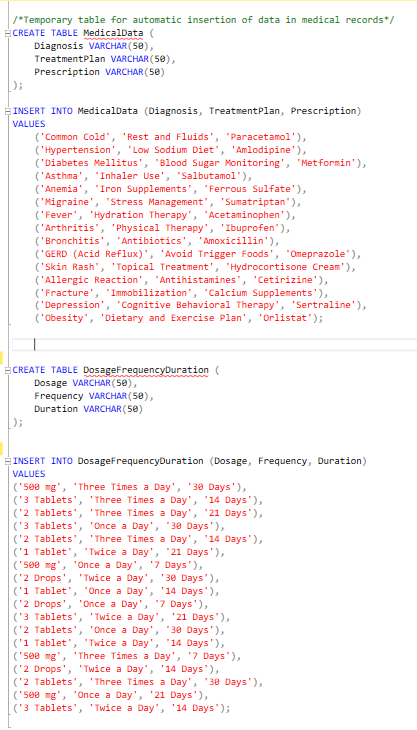 /*Temporary table for automatic insertion of data in medical records*/
CREATE TABLE MedicalData (
Diagnosis VARCHAR(50),
TreatmentPlan VARCHAR(50),
Prescription VARCHAR(50)
);
INSERT INTO MedicalData (Diagnosis, TreatmentPlan, Prescription)
VALUES
('Common Cold', 'Rest and Fluids', 'Paracetamol'),
('Hypertension', 'Low Sodium Diet', 'Amlodipine'),
('Diabetes Mellitus', 'Blood Sugar Monitoring', 'Metformin'),
('Asthma', 'Inhaler Use', 'Salbutamol'),
('Anemia', 'Iron Supplements', 'Ferrous Sulfate'),
('Migraine', 'Stress Management', 'Sumatriptan'),
('Fever', 'Hydration Therapy', 'Acetaminophen'),
('Arthritis', 'Physical Therapy', 'Ibuprofen'),
('Bronchitis', 'Antibiotics', 'Amoxicillin'),
('GERD (Acid Reflux)', 'Avoid Trigger Foods', 'Omeprazole'),
('Skin Rash', 'Topical Treatment', 'Hydrocortisone Cream'),
('Allergic Reaction', 'Antihistamines', 'Cetirizine'),
('Fracture', 'Immobilization', 'Calcium Supplements'),
('Depression', 'Cognitive Behavioral Therapy', 'Sertraline'),
('Obesity', 'Dietary and Exercise Plan', 'Orlistat');
CREATE TABLE DosageFrequencyDuration (
Dosage VARCHAR(50),
Frequency VARCHAR(50),
Duration VARCHAR(50)
);
INSERT INTO DosageFrequencyDuration (Dosage, Frequency, Duration)
VALUES
('500 mg', 'Three Times a Day', '30 Days'),
('3 Tablets', 'Three Times a Day', '14 Days'),
('2 Tablets', 'Three Times a Day', '21 Days'),
('3 Tablets', 'Once a Day', '30 Days'),
('2 Tablets', 'Three Times a Day', '14 Days'),
('1 Tablet', 'Twice a Day', '21 Days'),
('500 mg', 'Once a Day', '7 Days'),
('2 Drops', 'Twice a Day', '30 Days'),
('1 Tablet', 'Once a Day', '14 Days'),
('2 Drops', 'Once a Day', '7 Days'),
('3 Tablets', 'Twice a Day', '21 Days'),
('2 Tablets', 'Once a Day', '30 Days'),
('1 Tablet', 'Twice a Day', '14 Days'),
('500 mg', 'Three Times a Day', '7 Days'),
('2 Drops', 'Twice a Day', '14 Days'),
('2 Tablets', 'Three Times a Day', '30 Days'),
('500 mg', 'Once a Day', '21 Days'),
('3 Tablets', 'Twice a Day', '14 Days');